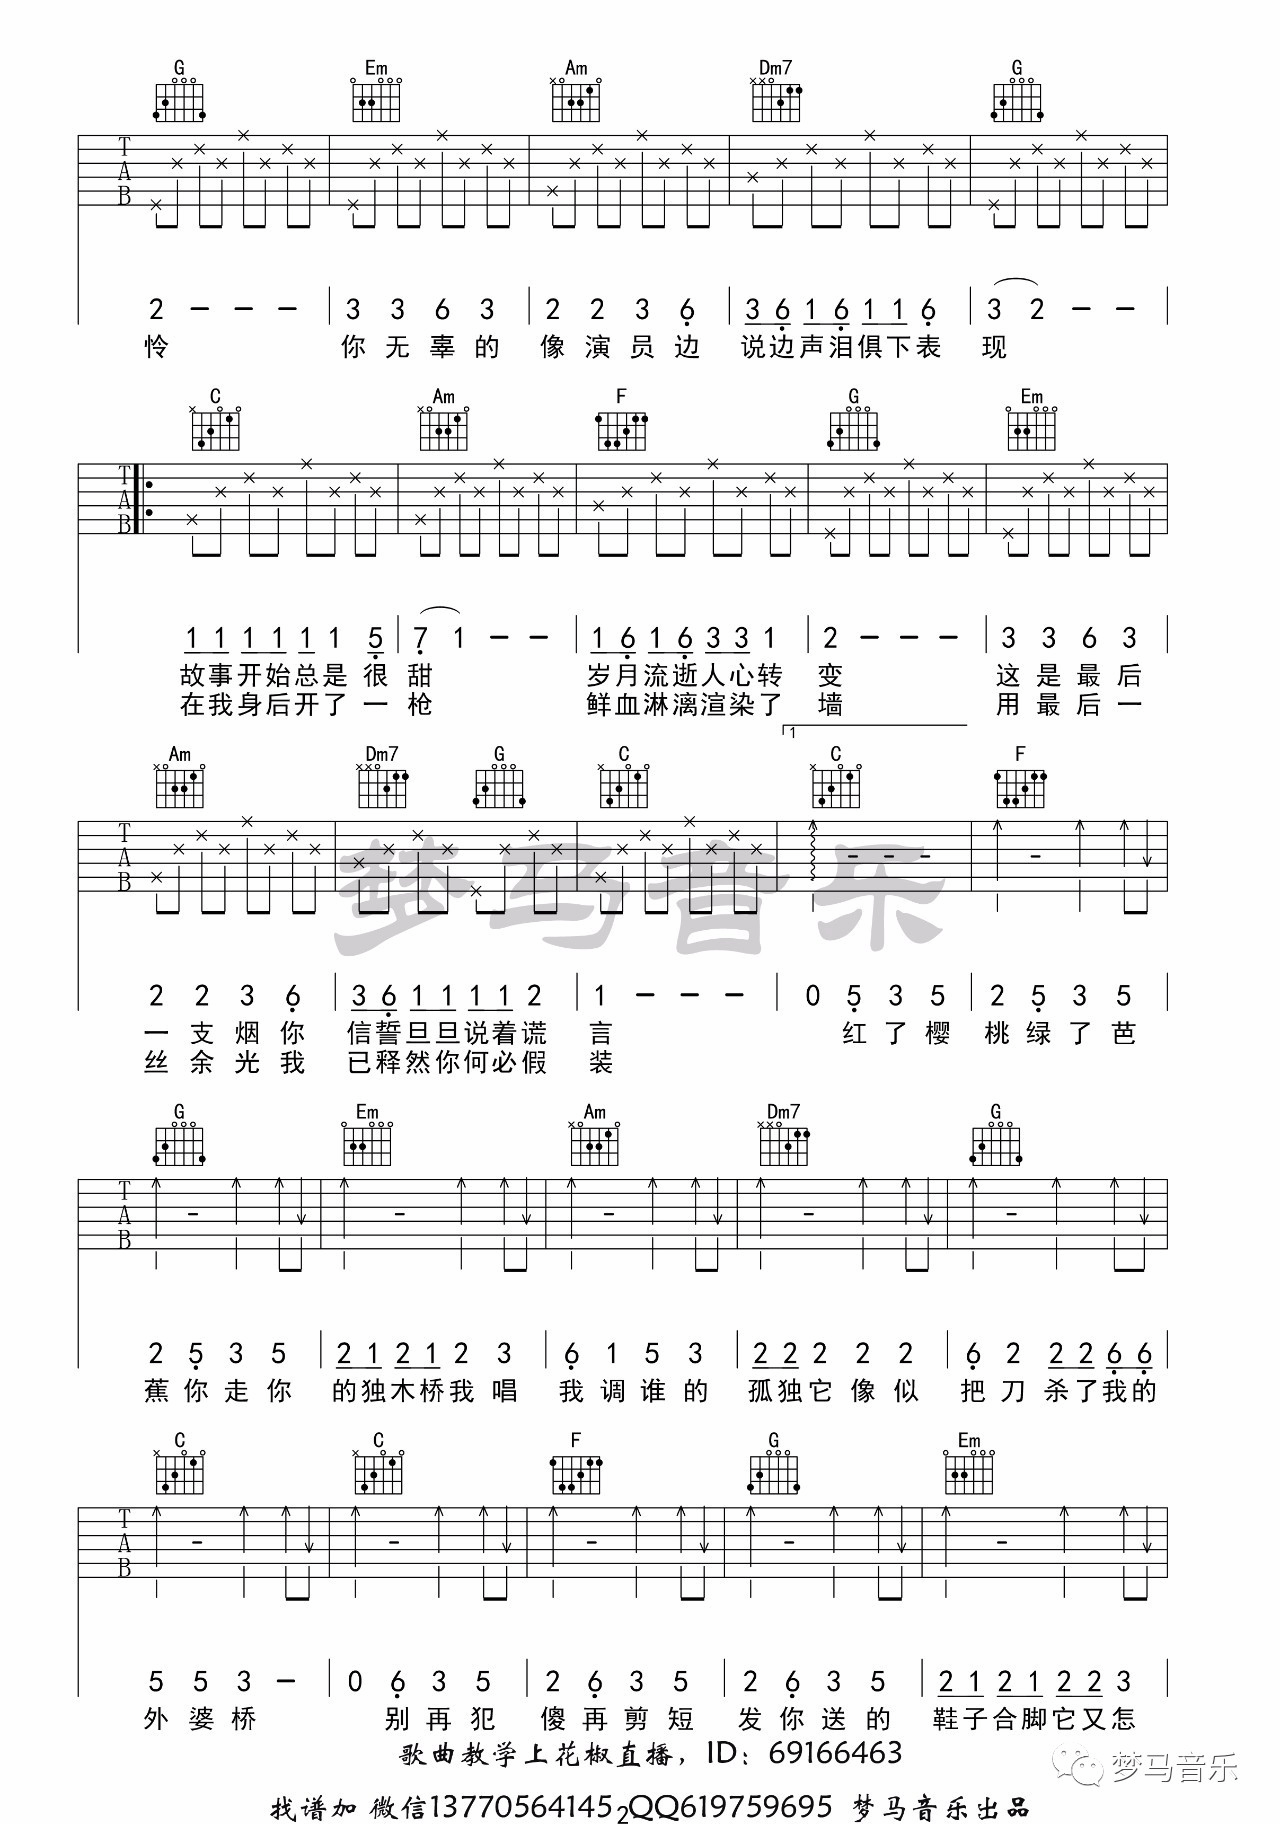 G Em Am Dm7 G
T A B
2 - - - 3 3 6 3 2 2 3 6 3 6 1 6 1 1 6 3 2 - -
怜 你无辜的 像演员边 说边声泪俱下表 现
C Am F G Em
T A B
1 1 1 1 1 1 5 7 1 - - 1 6 1 6 3 3 1 2 - - - 3 3 6 3
故事开始总是很 甜 岁月流逝人心转 变 这是最后
在我身后开了一 枪 鲜血淋漓渲染了 墙 用最后一
1
Am Dm7 G C C F
T A B
- - - -
梦马音乐
2 2 3 6 3 6 1 1 1 1 2 1 - - - 0 5 3 5 2 5 3 5
一支烟你 信誓旦旦说着谎 言 红了樱 桃绿了芭
丝余光我 已释然你何必假 装
G Em Am Dm7 G
T A B
- - - - -
2 5 3 5 2 1 2 1 2 3 6 1 5 3 2 2 2 2 2 6 2 2 2 6 6
蕉你走你 的独木桥我唱 我调谁的 孤独它像似 把刀杀了我的
C C F G Em
T A B
- - - - -
5 5 3 - 0 6 3 5 2 6 3 5 2 6 3 5 2 1 2 1 2 2 3
外婆桥 别再犯 傻再剪短 发你送的 鞋子合脚它又怎
歌曲教学上花椒直播，ID：69166463
梦马音乐
找谱加 微信13770564145 QQ619759695 梦马音乐出品
2